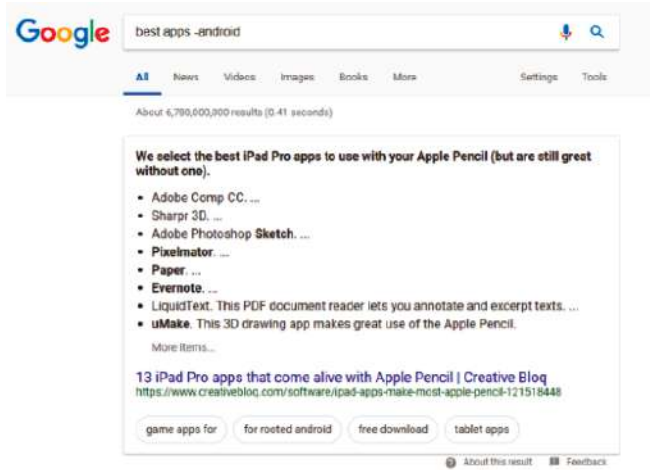 Google
best apps -android
All News Videos Images Books More Settings Tools
About 6,780,000,000 results (0.41 seconds)
We select the best iPad Pro apps to use with your Apple Pencil (but are still great
without one).
• Adobe Comp CC. ...
• Sharpr 3D. ...
• Adobe Photoshop Sketch. ...
• Pixelmator. ...
• Paper. ...
• Evernote. ...
• LiquidText. This PDF document reader lets you annotate and excerpt texts. ...
• uMake. This 3D drawing app makes great use of the Apple Pencil.
More items...
13 iPad Pro apps that come alive with Apple Pencil | Creative Bloq
https://www.creativebloq.com/software/ipad-apps-make-most-apple-pencil-121518448
game apps for for rooted android free download tablet apps
About this result Feedback